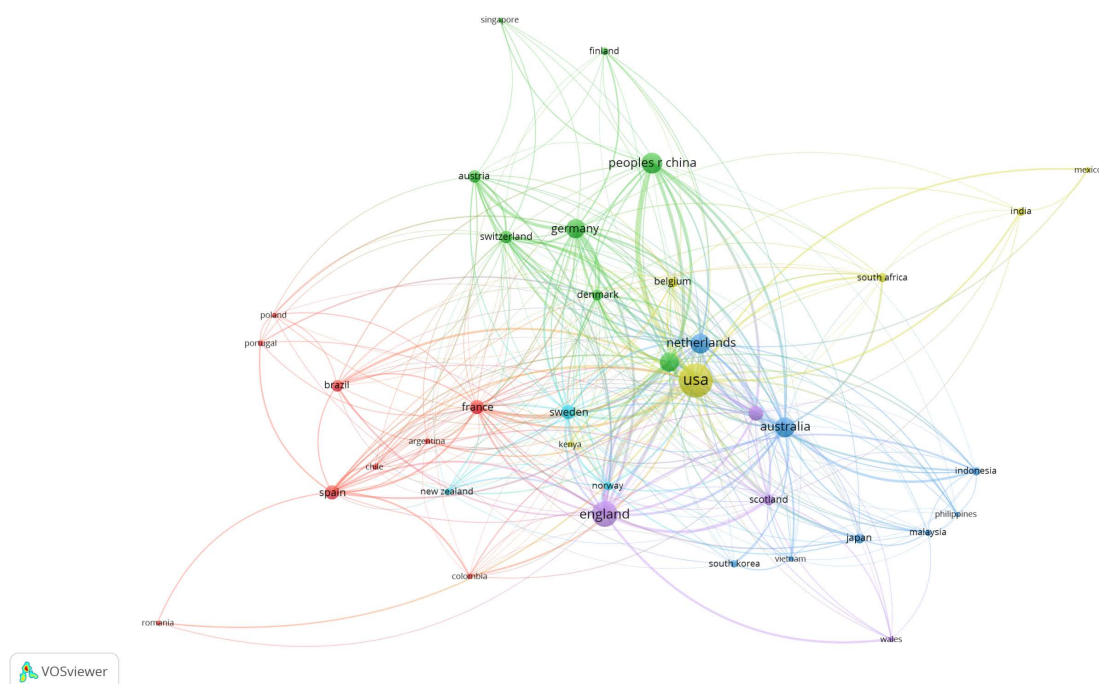 singapore
finland
peoples r china
mexico
austria
india
germany
switzerland
south africa
belgium
denmark
poland
portugal
netherlands
usa
brazil
france
sweden
australia
argentina
kenya
chile
indonesia
spain
new zealand
norway
scotland
england
philippines
malaysia
japan
vietnam
south korea
colombia
romania
wales
VOSviewer